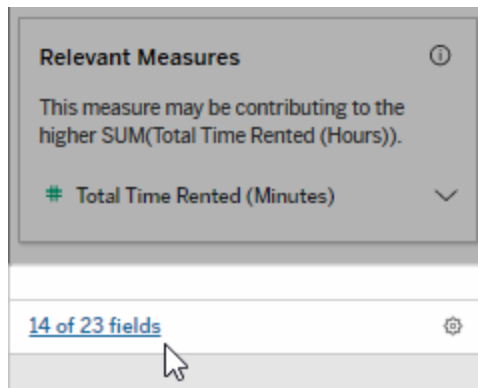 Relevant Measures
This measure may be contributing to the
higher SUM(Total Time Rented (Hours)).
Total Time Rented (Minutes)
14 of 23 fields